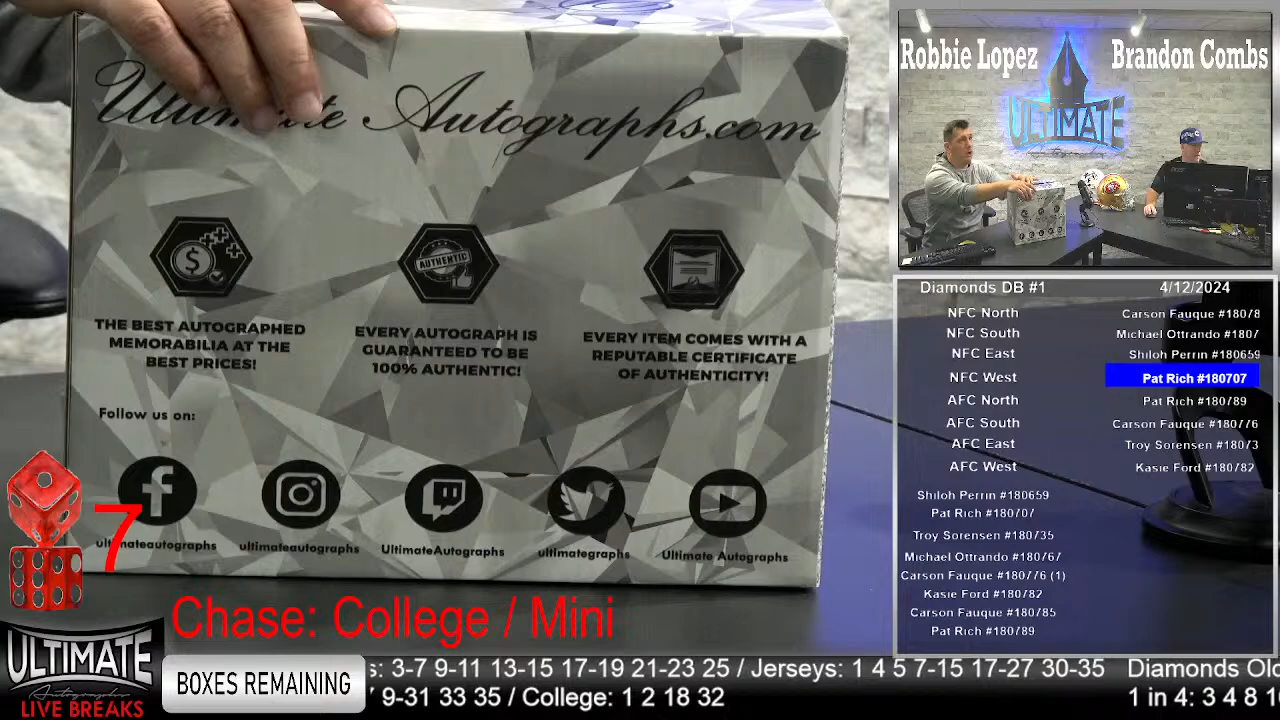 Ultimate Autographs.com
THE BEST AUTOGRAPHED
MEMORABILIA AT THE
BEST PRICES!
AUTHENTIC
EVERY AUTOGRAPH IS
GUARANTEED TO BE
100% AUTHENTIC!
EVERY ITEM COMES WITH A
REPUTABLE CERTIFICATE
OF AUTHENTICITY!
Follow us on:
ultimateautographs
ultimateautographs
UltimateAutographs
ultimategraphs
Ultimate Autographs
7
Chase: College / Mini
ULTIMATE
Autographs
LIVE BREAKS
BOXES REMAINING
s: 3-7 9-11 13-15 17-19 21-23 25 / Jerseys: 1 4 5 7-15 17-27 30-35 Diamonds Old
9-31 33 35 / College: 1 2 18 32 1 in 4: 3 4 8 1
Robbie Lopez Brandon Combs
ULTIMATE
Diamonds DB #1 4/12/2024
NFC North Carson Fauque #1807
NFC South Michael Ottrando #1807
NFC East Shiloh Perrin #180659
NFC West Pat Rich #180707
AFC North Pat Rich #180789
AFC South Carson Fauque #180776
AFC East Troy Sorensen #18073
AFC West Kasie Ford #180782
Shiloh Perrin #180659
Pat Rich #180707
Troy Sorensen #180735
Michael Ottrando #180767
Carson Fauque #180776 (1)
Kasie Ford #180782
Carson Fauque #180785
Pat Rich #180789